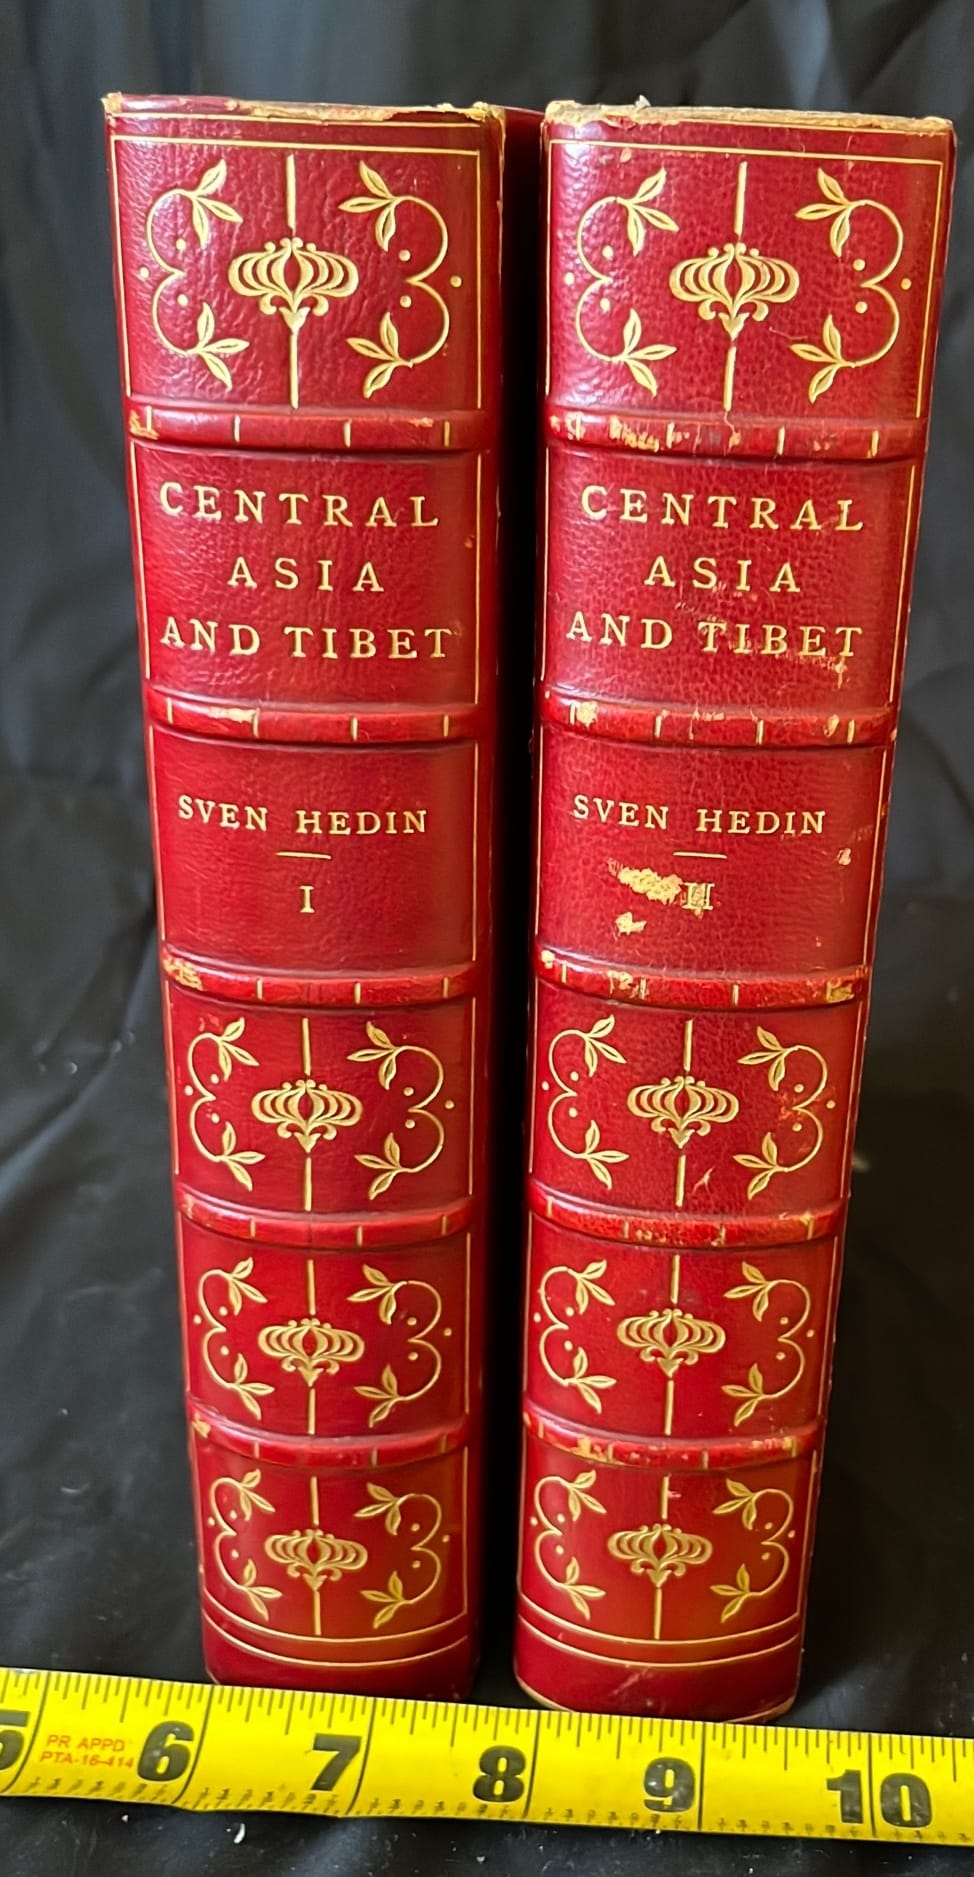 CENTRAL
ASIA
AND TIBET
SVEN HEDIN
I
CENTRAL
ASIA
AND TIBET
SVEN HEDIN
II
5 6 7 8 9 10
PR APPD
PTA-16-414